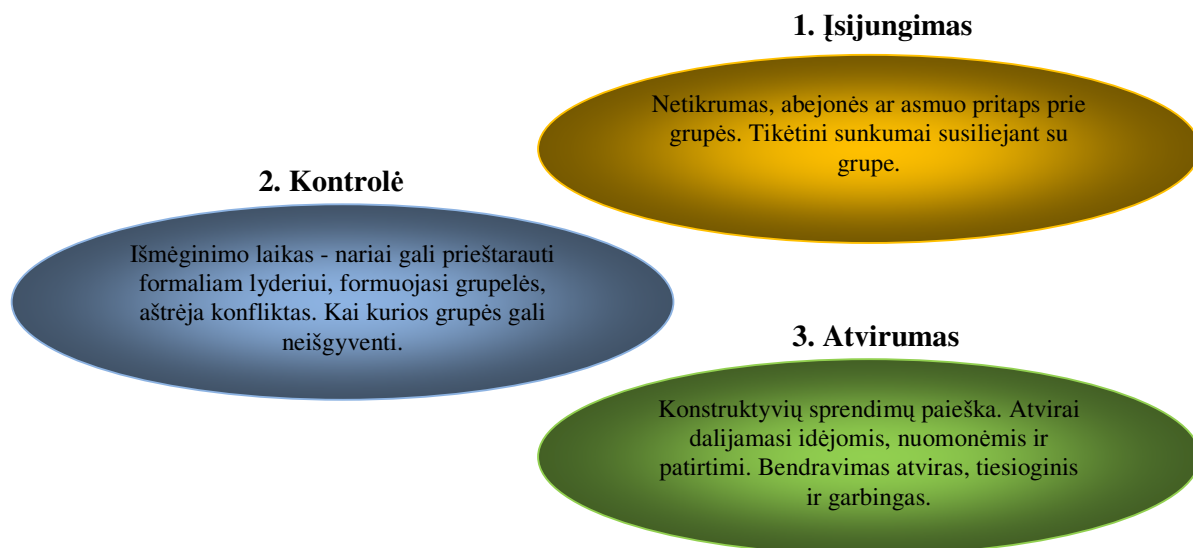 1. Įsijungimas
Netikrumas, abejonės ar asmuo pritaps prie
grupės. Tikėtini sunkumai susiliejant su
grupe.
2. Kontrolė
Išmėginimo laikas - nariai gali prieštarauti
formaliam lyderiui, formuojasi grupelės,
aštrėja konfliktas. Kai kurios grupės gali
neišgyventi.
3. Atvirumas
Konstruktyvių sprendimų paieška. Atvirai
dalijamasi idėjomis, nuomonėmis ir
patirtimi. Bendravimas atviras, tiesioginis
ir garbingas.